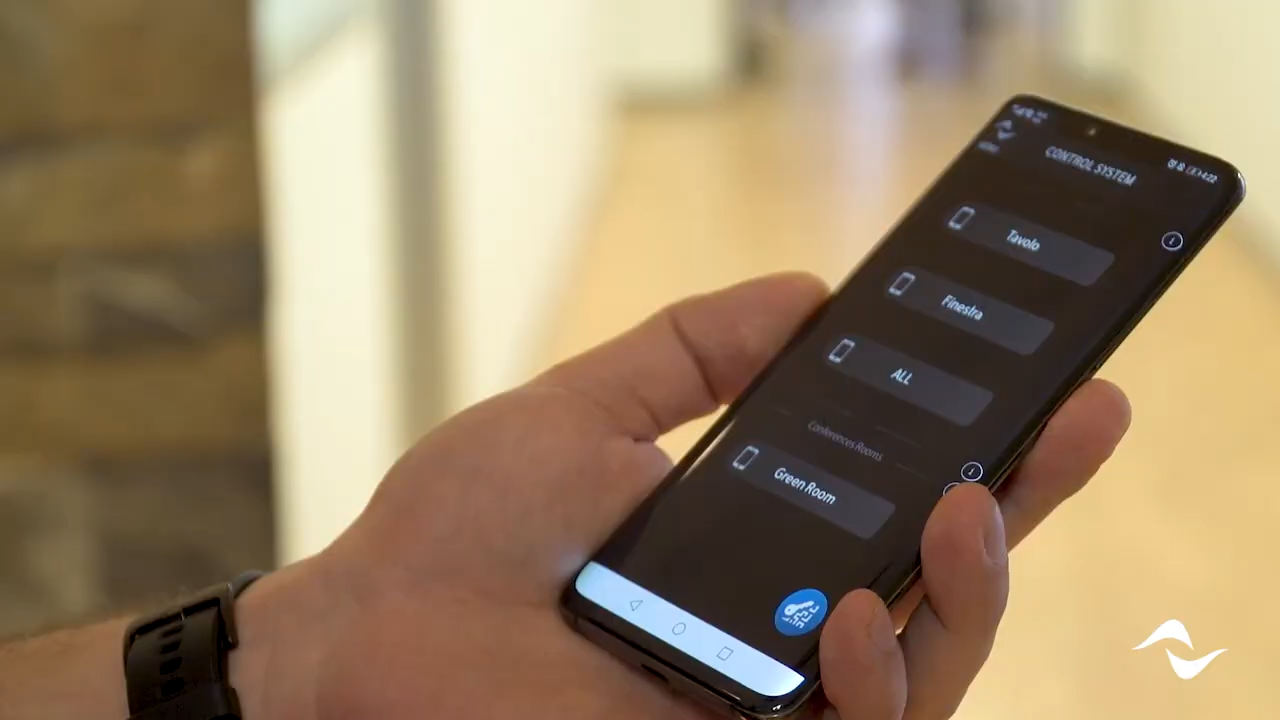 CONTROL SYSTEM
Tavolo
Finestra
ALL
Conferences Rooms
Green Room